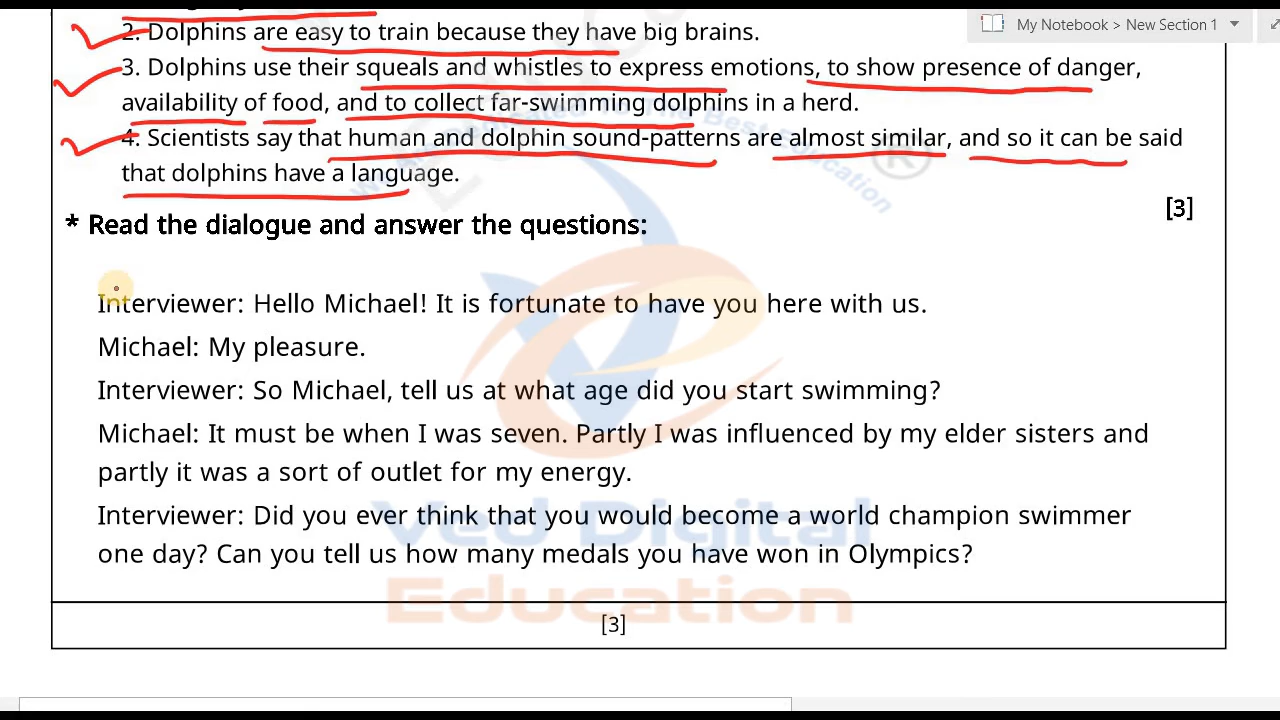 My Notebook > New Section 1
2. Dolphins are easy to train because they have big brains.
3. Dolphins use their squeals and whistles to express emotions, to show presence of danger,
availability of food, and to collect far-swimming dolphins in a herd.
4. Scientists say that human and dolphin sound-patterns are almost similar, and so it can be said
that dolphins have a language.
[3]
* Read the dialogue and answer the questions:
Interviewer: Hello Michael! It is fortunate to have you here with us.
Michael: My pleasure.
Interviewer: So Michael, tell us at what age did you start swimming?
Michael: It must be when I was seven. Partly I was influenced by my elder sisters and
partly it was a sort of outlet for my energy.
Interviewer: Did you ever think that you would become a world champion swimmer
one day? Can you tell us how many medals you have won in Olympics?
Ved Digital
Education
[3]